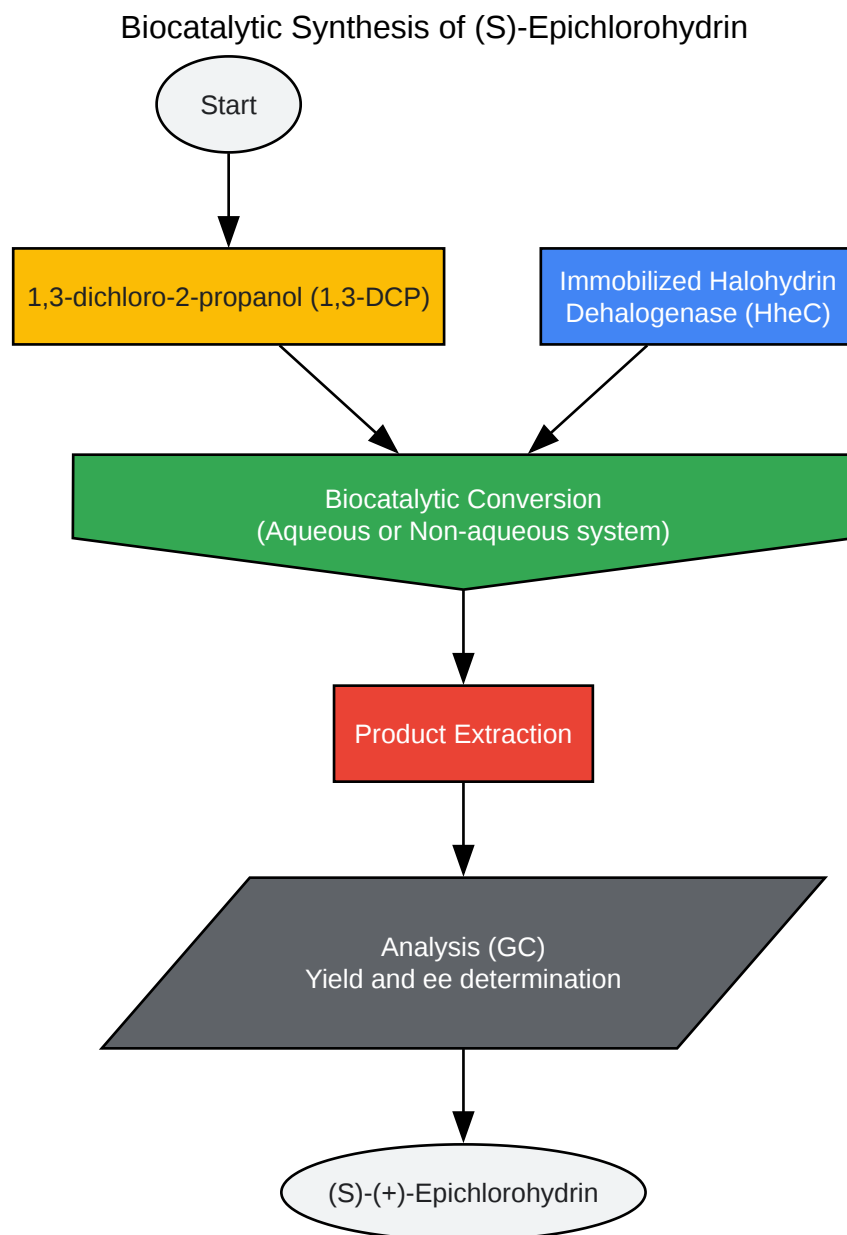 Biocatalytic Synthesis of (S)-Epichlorohydrin
Start
1,3-dichloro-2-propanol (1,3-DCP)
Immobilized Halohydrin
Dehalogenase (HheC)
Biocatalytic Conversion
(Aqueous or Non-aqueous system)
Product Extraction
Analysis (GC)
Yield and ee determination
(S)-(+)-Epichlorohydrin